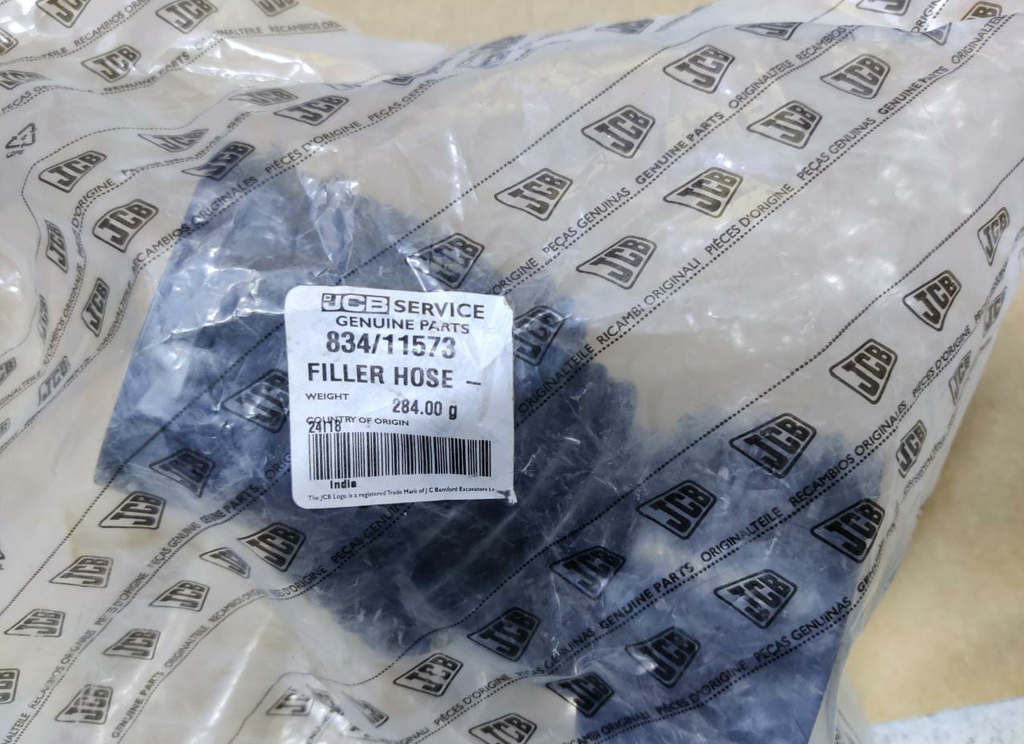 JCB SERVICE
GENUINE PARTS
834/11573
FILLER HOSE –
WEIGHT 284.00 g
COUNTRY OF ORIGIN
24118
India
The JCB Logo is a registered Trade Mark of J C Bamford Excavators
JCB
GENUINE PARTS
ORIGINALTEILE
RECAMBIOS ORIGINALES
PEÇAS GENUINAS
PIÈCES D'ORIGINE
RICAMBI ORIGINALI